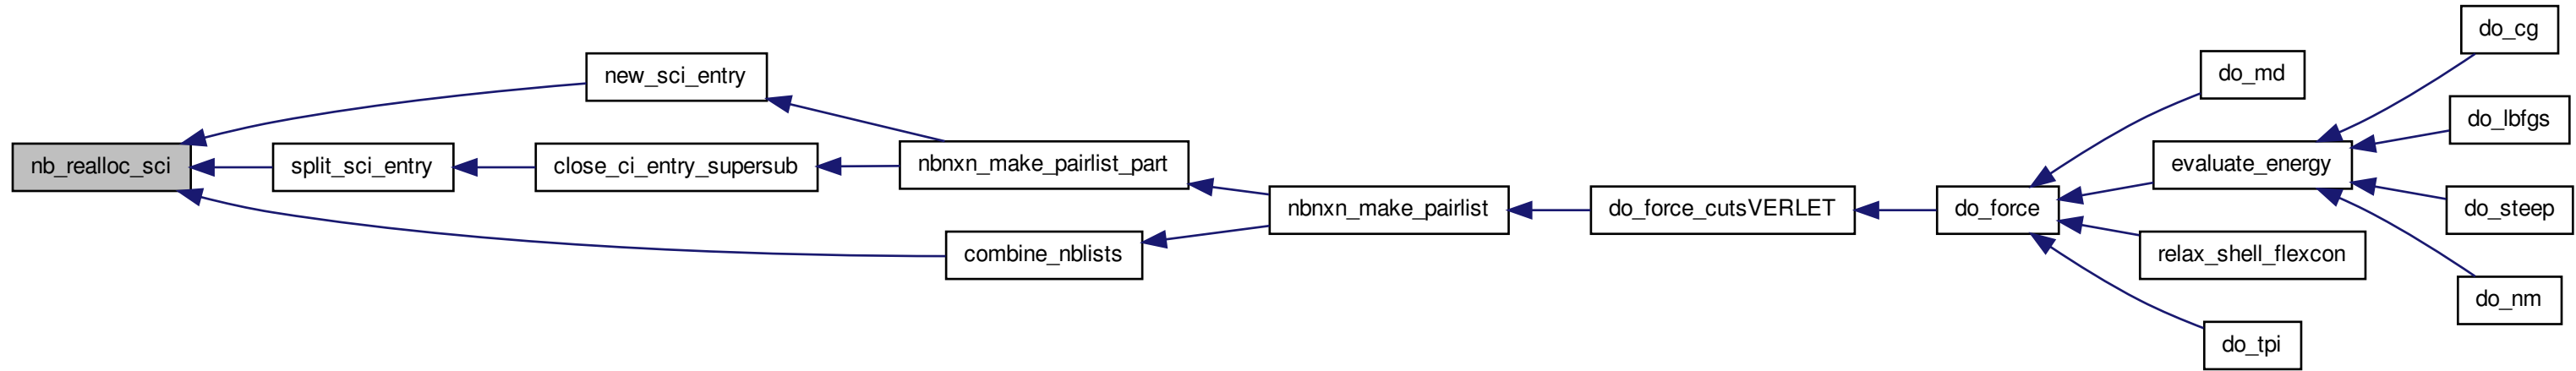 nb_realloc_sci
new_sci_entry
split_sci_entry
close_ci_entry_supersub
nbnxn_make_pairlist_part
combine_nblists
nbnxn_make_pairlist
do_force_cutsVERLET
do_force
do_md
evaluate_energy
relax_shell_flexcon
do_tpi
do_cg
do_lbfgs
do_steep
do_nm